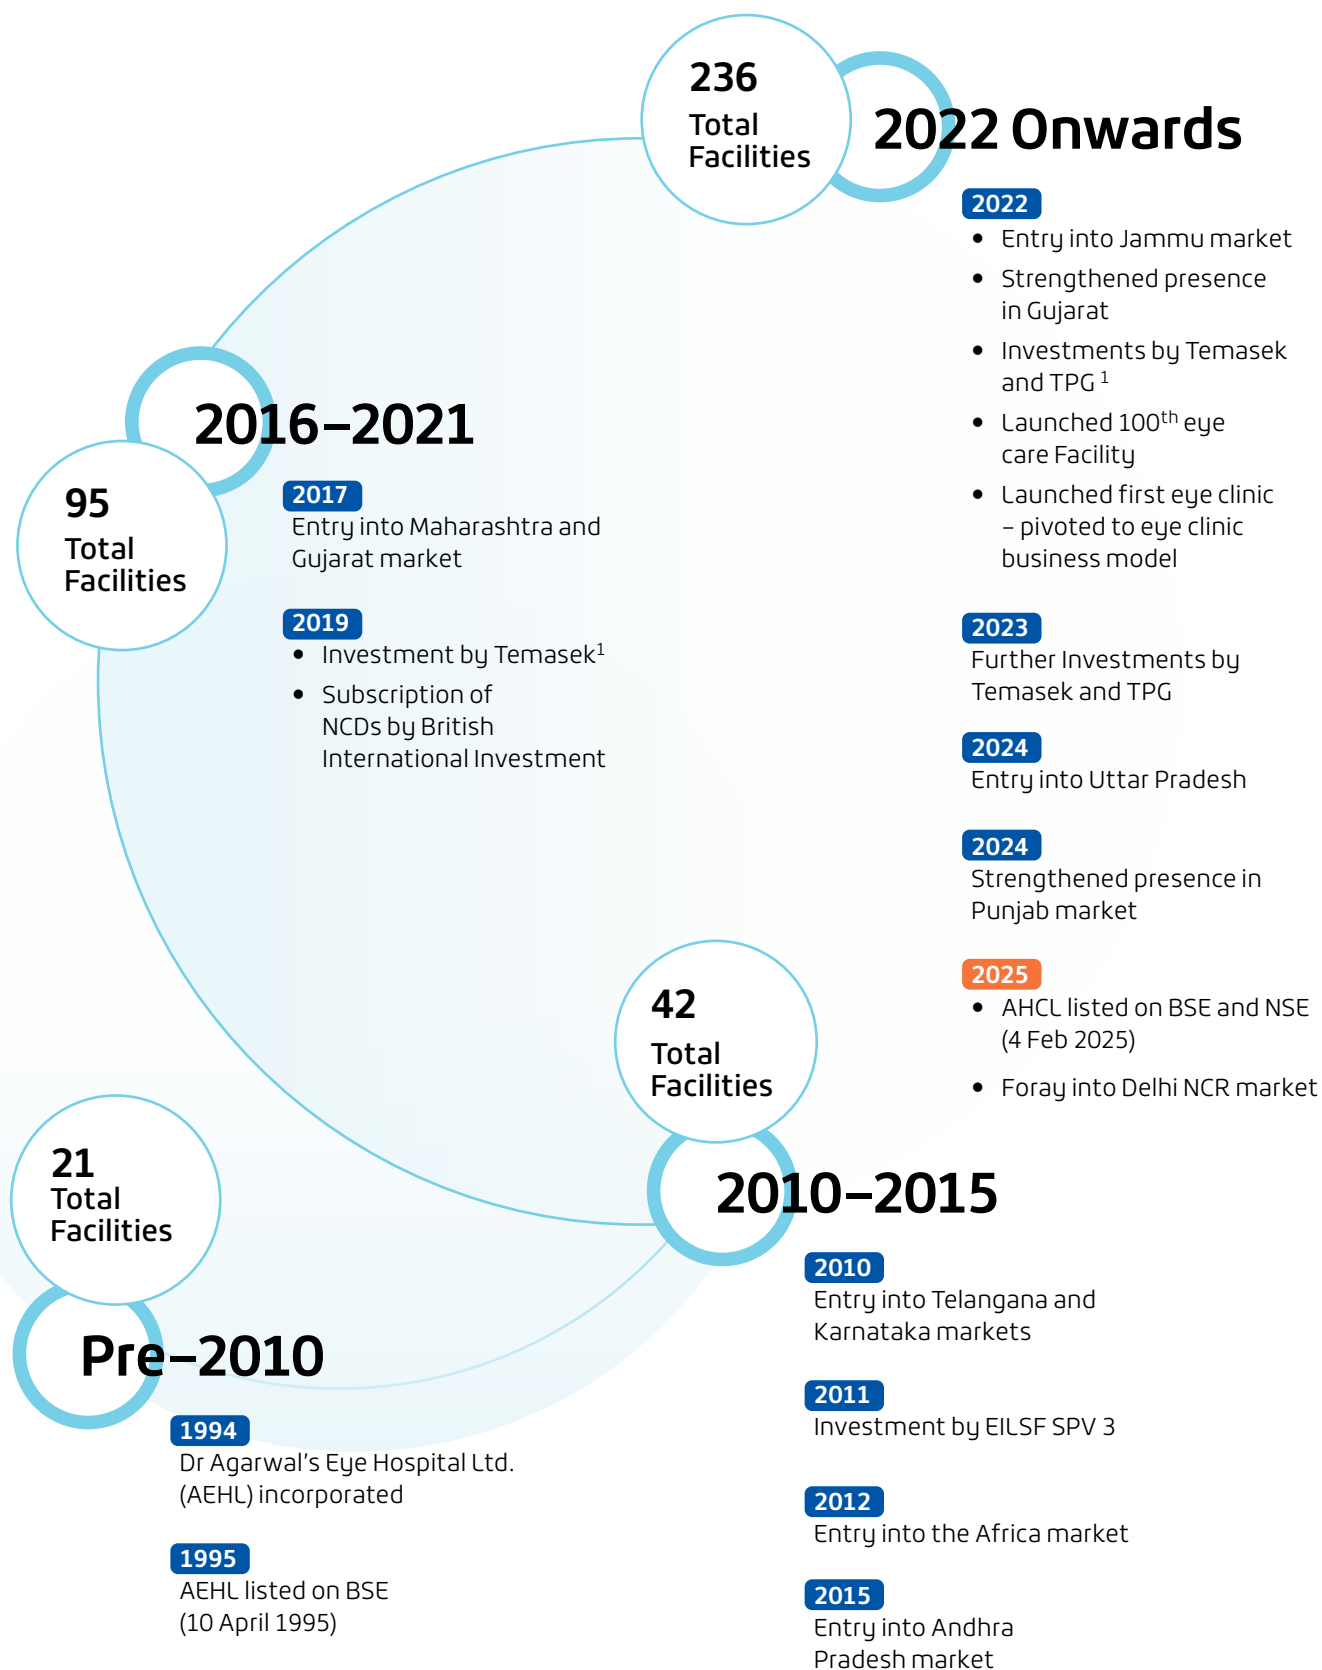 236
Total
Facilities
2022 Onwards
2022
• Entry into Jammu market
• Strengthened presence
in Gujarat
• Investments by Temasek
and TPG 1
• Launched 100th eye
care Facility
• Launched first eye clinic
– pivoted to eye clinic
business model
2023
Further Investments by
Temasek and TPG
2024
Entry into Uttar Pradesh
2024
Strengthened presence in
Punjab market
2025
• AHCL listed on BSE and NSE
(4 Feb 2025)
• Foray into Delhi NCR market
2016–2021
95
Total
Facilities
2017
Entry into Maharashtra and
Gujarat market
2019
• Investment by Temasek1
• Subscription of
NCDs by British
International Investment
42
Total
Facilities
2010–2015
2010
Entry into Telangana and
Karnataka markets
2011
Investment by EILSF SPV 3
2012
Entry into the Africa market
2015
Entry into Andhra
Pradesh market
21
Total
Facilities
Pre–2010
1994
Dr Agarwal’s Eye Hospital Ltd.
(AEHL) incorporated
1995
AEHL listed on BSE
(10 April 1995)